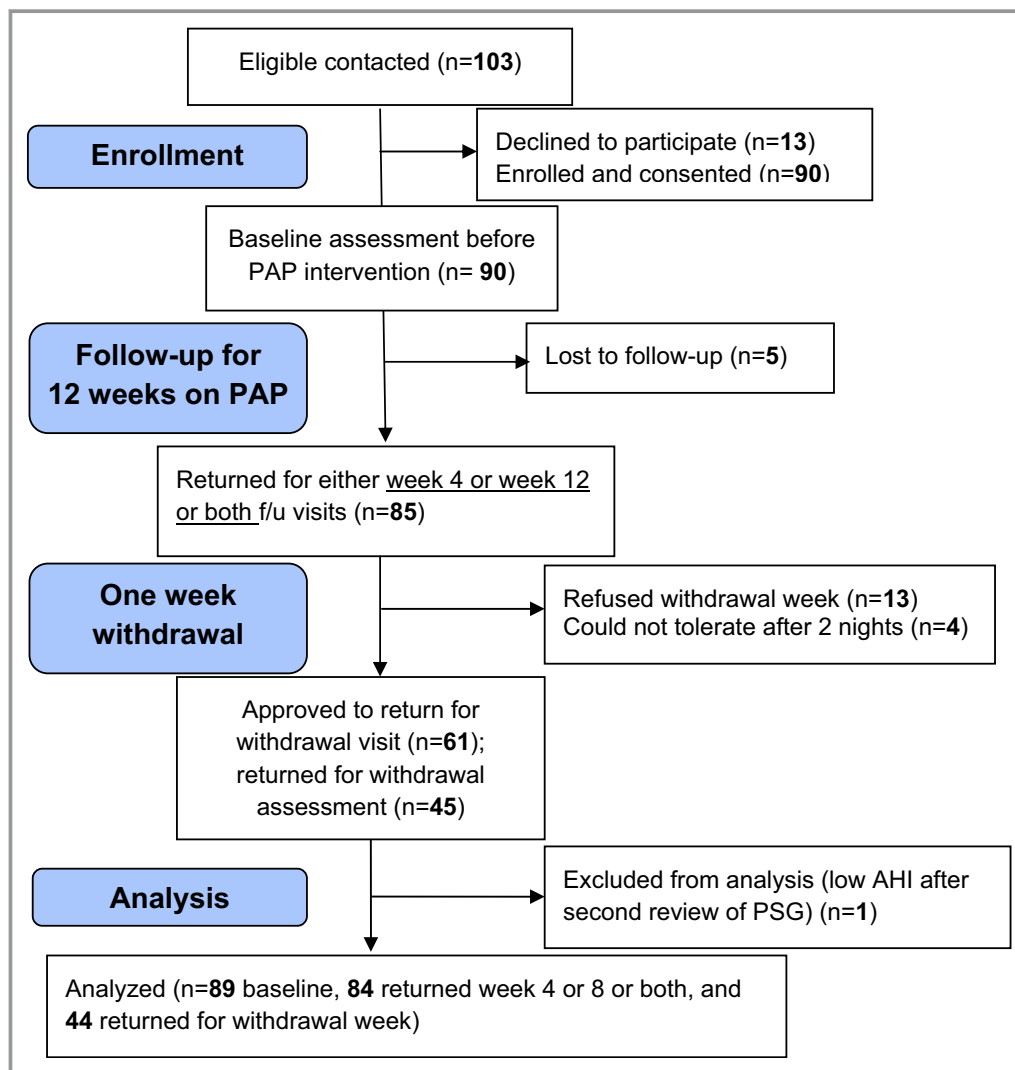 Eligible contacted (n=103)
Enrollment
Declined to participate (n=13)
Enrolled and consented (n=90)
Baseline assessment before
PAP intervention (n= 90)
Follow-up for
12 weeks on PAP
Lost to follow-up (n=5)
Returned for either week 4 or week 12
or both f/u visits (n=85)
One week
withdrawal
Refused withdrawal week (n=13)
Could not tolerate after 2 nights (n=4)
Approved to return for
withdrawal visit (n=61);
returned for withdrawal
assessment (n=45)
Analysis
Excluded from analysis (low AHI after
second review of PSG) (n=1)
Analyzed (n=89 baseline, 84 returned week 4 or 8 or both, and
44 returned for withdrawal week)